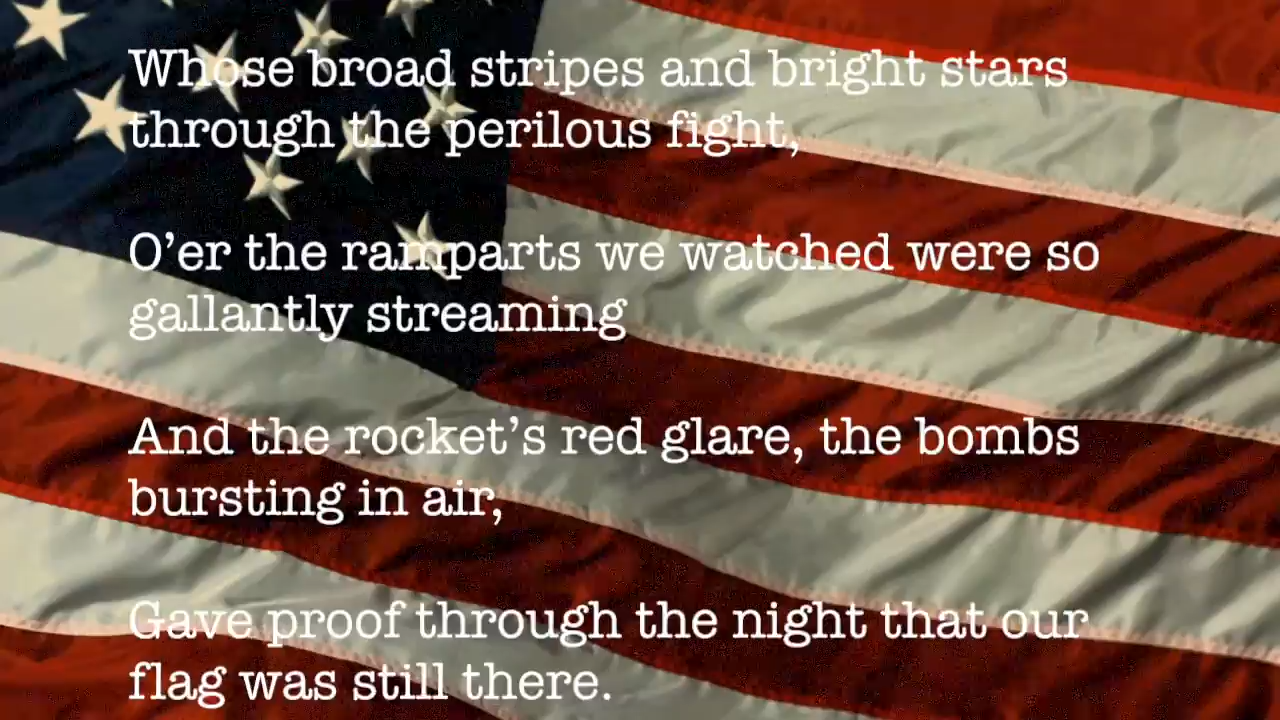 Whose broad stripes and bright stars
through the perilous fight,
O’er the ramparts we watched were so
gallantly streaming
And the rocket’s red glare, the bombs
bursting in air,
Gave proof through the night that our
flag was still there.